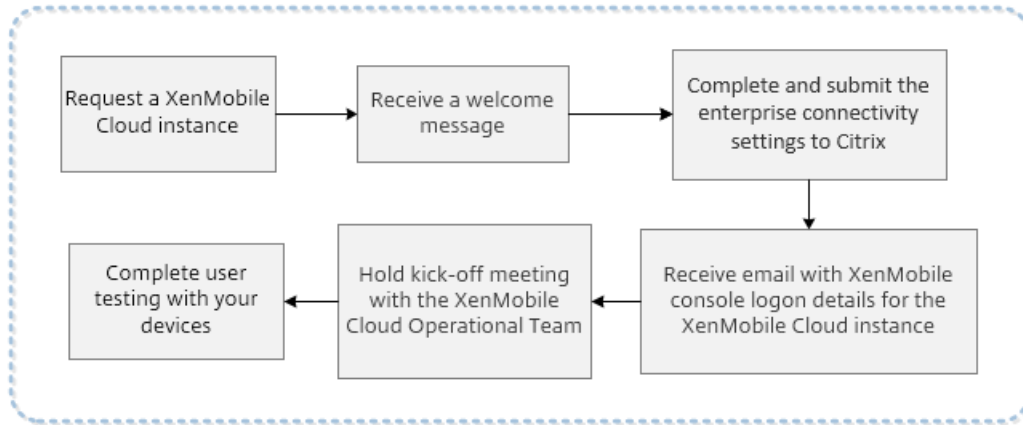 Request a XenMobile
Cloud instance
Receive a welcome
message
Complete and submit the
enterprise connectivity
settings to Citrix
Receive email with XenMobile
console logon details for the
XenMobile Cloud instance
Hold kick-off meeting
with the XenMobile
Cloud Operational Team
Complete user
testing with your
devices